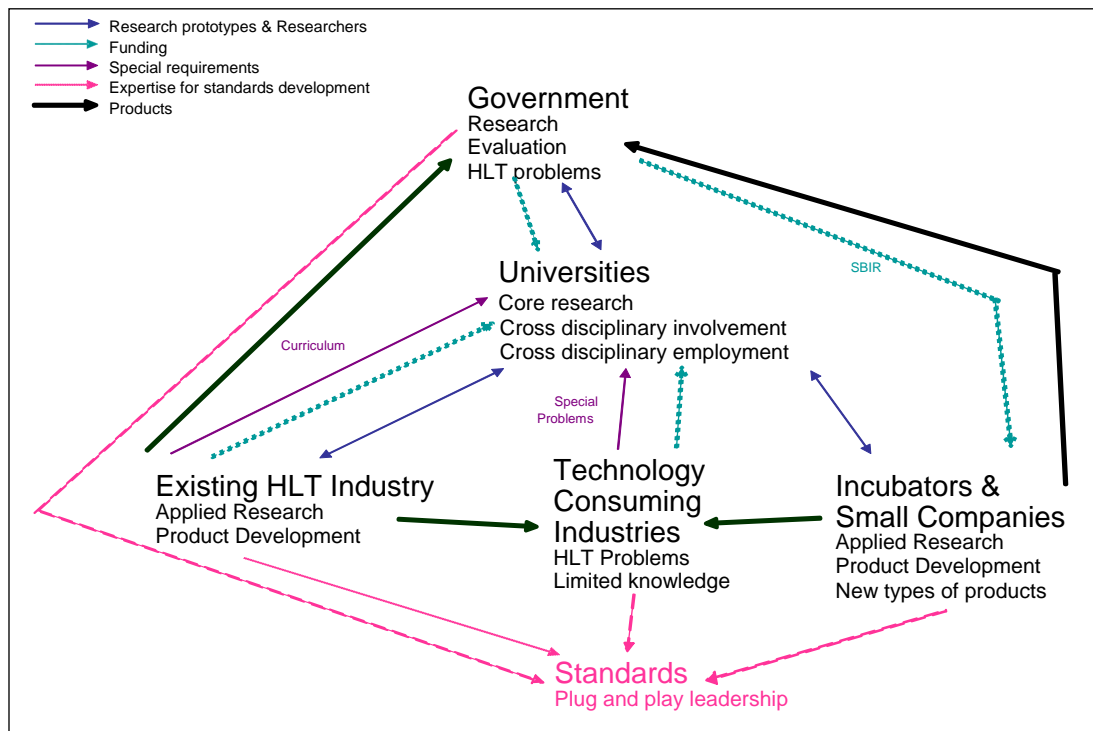 Research prototypes & Researchers
Funding
Special requirements
Expertise for standards development
Products
Government
Research
Evaluation
HLT problems
SBIR
Universities
Core research
Cross disciplinary involvement
Cross disciplinary employment
Curriculum
Special
Problems
Existing HLT Industry
Applied Research
Product Development
Technology
Consuming
Industries
HLT Problems
Limited knowledge
Incubators &
Small Companies
Applied Research
Product Development
New types of products
Standards
Plug and play leadership